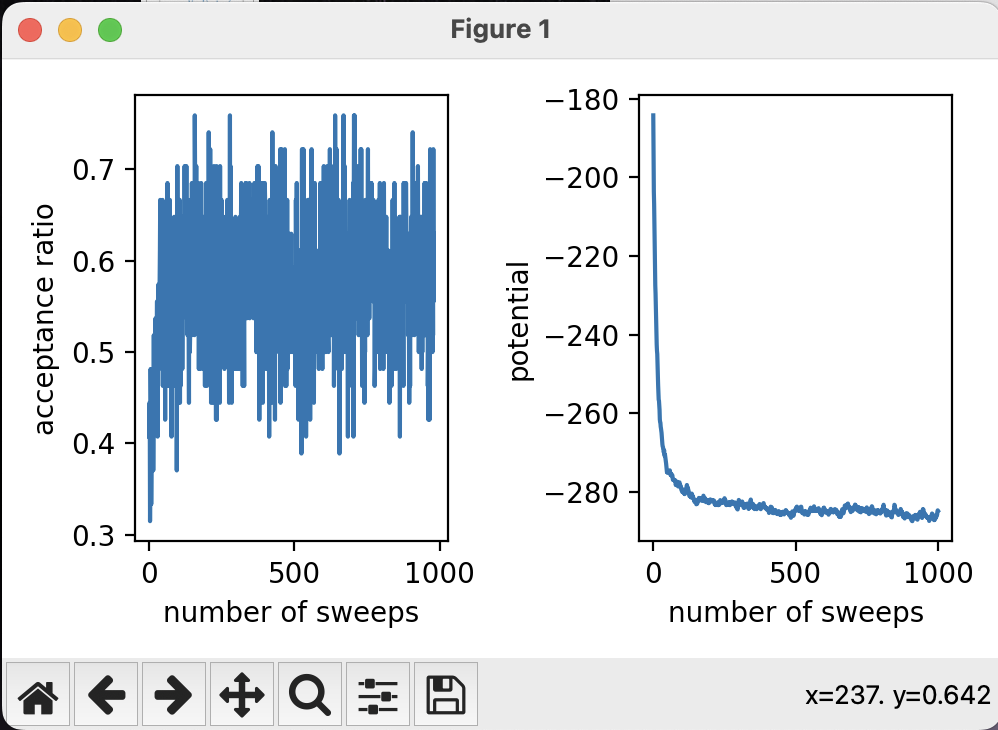 Figure 1
0.7
0.6
0.5
0.4
0.3
acceptance ratio
0 500 1000
number of sweeps
−180
−200
−220
−240
−260
−280
potential
0 500 1000
number of sweeps
x=237. y=0.642